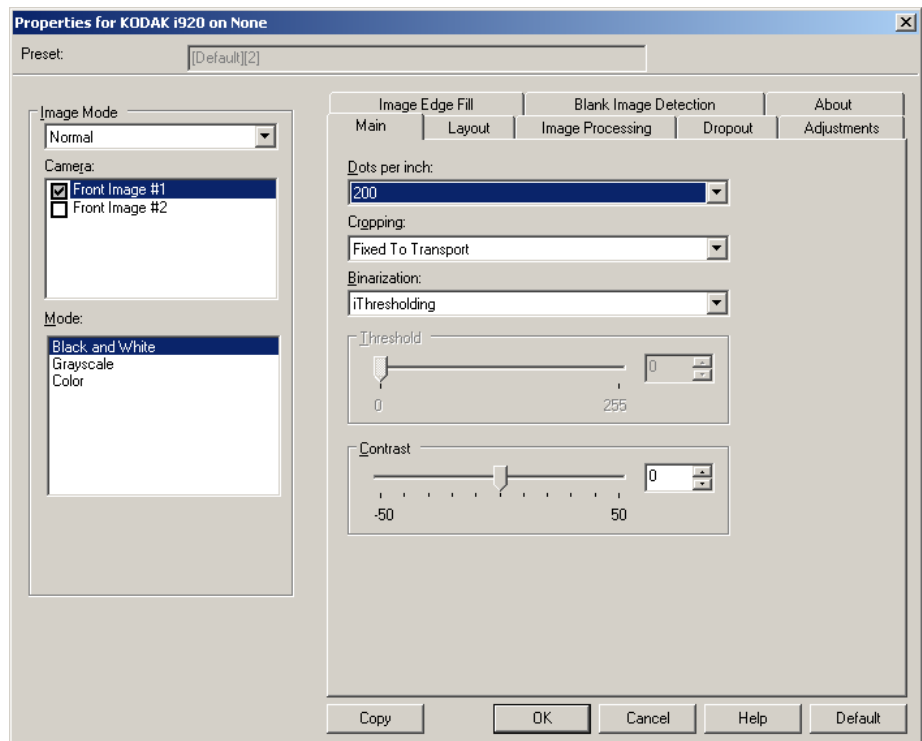 Properties for KODAK i920 on None
Preset:
[Default][2]
Image Mode
Normal
Camera:
Front Image #1
Front Image #2
Mode:
Black and White
Grayscale
Color
Image Edge Fill
Blank Image Detection
About
Main
Layout
Image Processing
Dropout
Adjustments
Dots per inch:
200
Cropping:
Fixed To Transport
Binarization:
iThresholding
Threshold
0
0
255
Contrast
0
-50
50
Copy
OK
Cancel
Help
Default